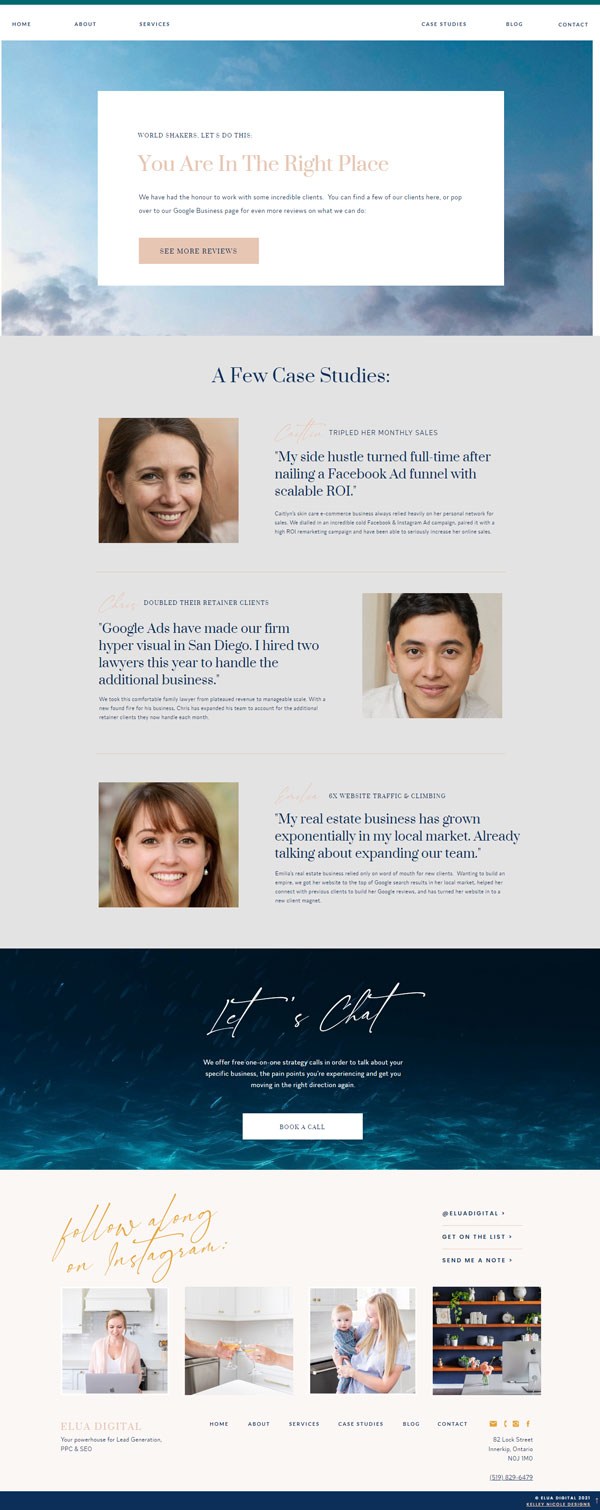 HOME ABOUT SERVICES CASE STUDIES BLOG CONTACT
WORLD SHAKERS, LET'S DO THIS:
You Are In The Right Place
We have had the honour to work with some incredible clients. You can find a few of our clients here, or pop
over to our Google Business page for even more reviews on what we can do:
SEE MORE REVIEWS
A Few Case Studies:
Caitlin TRIPLED HER MONTHLY SALES
"My side hustle turned full-time after
nailing a Facebook Ad funnel with
scalable ROI."
Caitlyn's skin care e-commerce business always relied heavily on her personal network for
sales. We dialled in an incredible cold Facebook & Instagram Ad campaign, paired it with a
high ROI remarketing campaign and have been able to seriously increase her online sales.
Chris DOUBLED THEIR RETAINER CLIENTS
"Google Ads have made our firm
hyper visual in San Diego. I hired two
lawyers this year to handle the
additional business."
We took this comfortable family lawyer from plateaued revenue to manageable scale. With a
new found fire for his business, Chris has expanded his team to account for the additional
retainer clients they now handle each month.
Emilia 6X WEBSITE TRAFFIC & CLIMBING
"My real estate business has grown
exponentially in my local market. Already
talking about expanding our team."
Emilia's real estate business relied only on word of mouth for new clients. Wanting to build an
empire, we got her website to the top of Google search results in her local market, helped her
connect with previous clients to build her Google reviews, and has turned her website in to a
new client magnet.
Let's Chat
We offer free one-on-one strategy calls in order to talk about your
specific business, the pain points you're experiencing and get you
moving in the right direction again.
BOOK A CALL
follow along
on Instagram:
@ELUADIGITAL >
GET ON THE LIST >
SEND ME A NOTE >
ELUA DIGITAL
Your powerhouse for Lead Generation,
PPC & SEO
HOME ABOUT SERVICES CASE STUDIES BLOG CONTACT
82 Lock Street
Innerkip, Ontario
N0J 1M0
(519) 829-6479
© ELUA DIGITAL 2021
KELLEY NICOLE DESIGNS